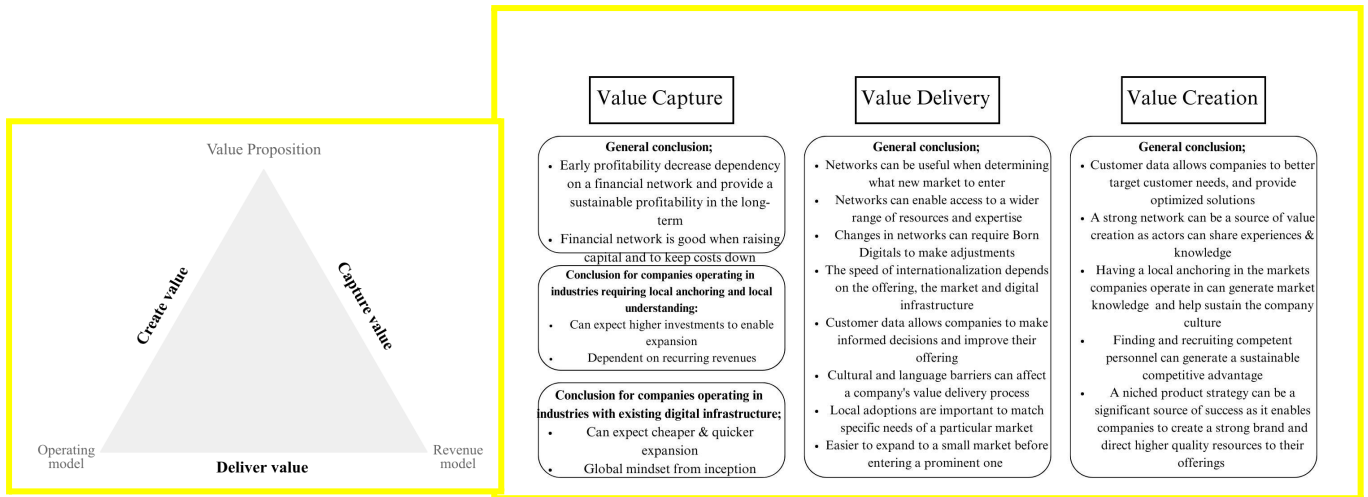 Value Proposition
Create value
Capture value
Operating
model
Deliver value
Revenue
model
Value Capture
General conclusion;
• Early profitability decrease dependency
on a financial network and provide a
sustainable profitability in the long-
term
• Financial network is good when raising
capital and to keep costs down
Conclusion for companies operating in
industries requiring local anchoring and local
understanding:
• Can expect higher investments to enable
expansion
• Dependent on recurring revenues
Conclusion for companies operating in
industries with existing digital infrastructure;
• Can expect cheaper & quicker
expansion
• Global mindset from inception
Value Delivery
General conclusion;
• Networks can be useful when determining
what new market to enter
• Networks can enable access to a wider
range of resources and expertise
• Changes in networks can require Born
Digitals to make adjustments
• The speed of internationalization depends
on the offering, the market and digital
infrastructure
• Customer data allows companies to make
informed decisions and improve their
offering
• Cultural and language barriers can affect
a company's value delivery process
• Local adoptions are important to match
specific needs of a particular market
• Easier to expand to a small market before
entering a prominent one
Value Creation
General conclusion;
• Customer data allows companies to better
target customer needs, and provide
optimized solutions
• A strong network can be a source of value
creation as actors can share experiences &
knowledge
• Having a local anchoring in the markets
companies operate in can generate market
knowledge and help sustain the company
culture
• Finding and recruiting competent
personnel can generate a sustainable
competitive advantage
• A niched product strategy can be a
significant source of success as it enables
companies to create a strong brand and
direct higher quality resources to their
offerings